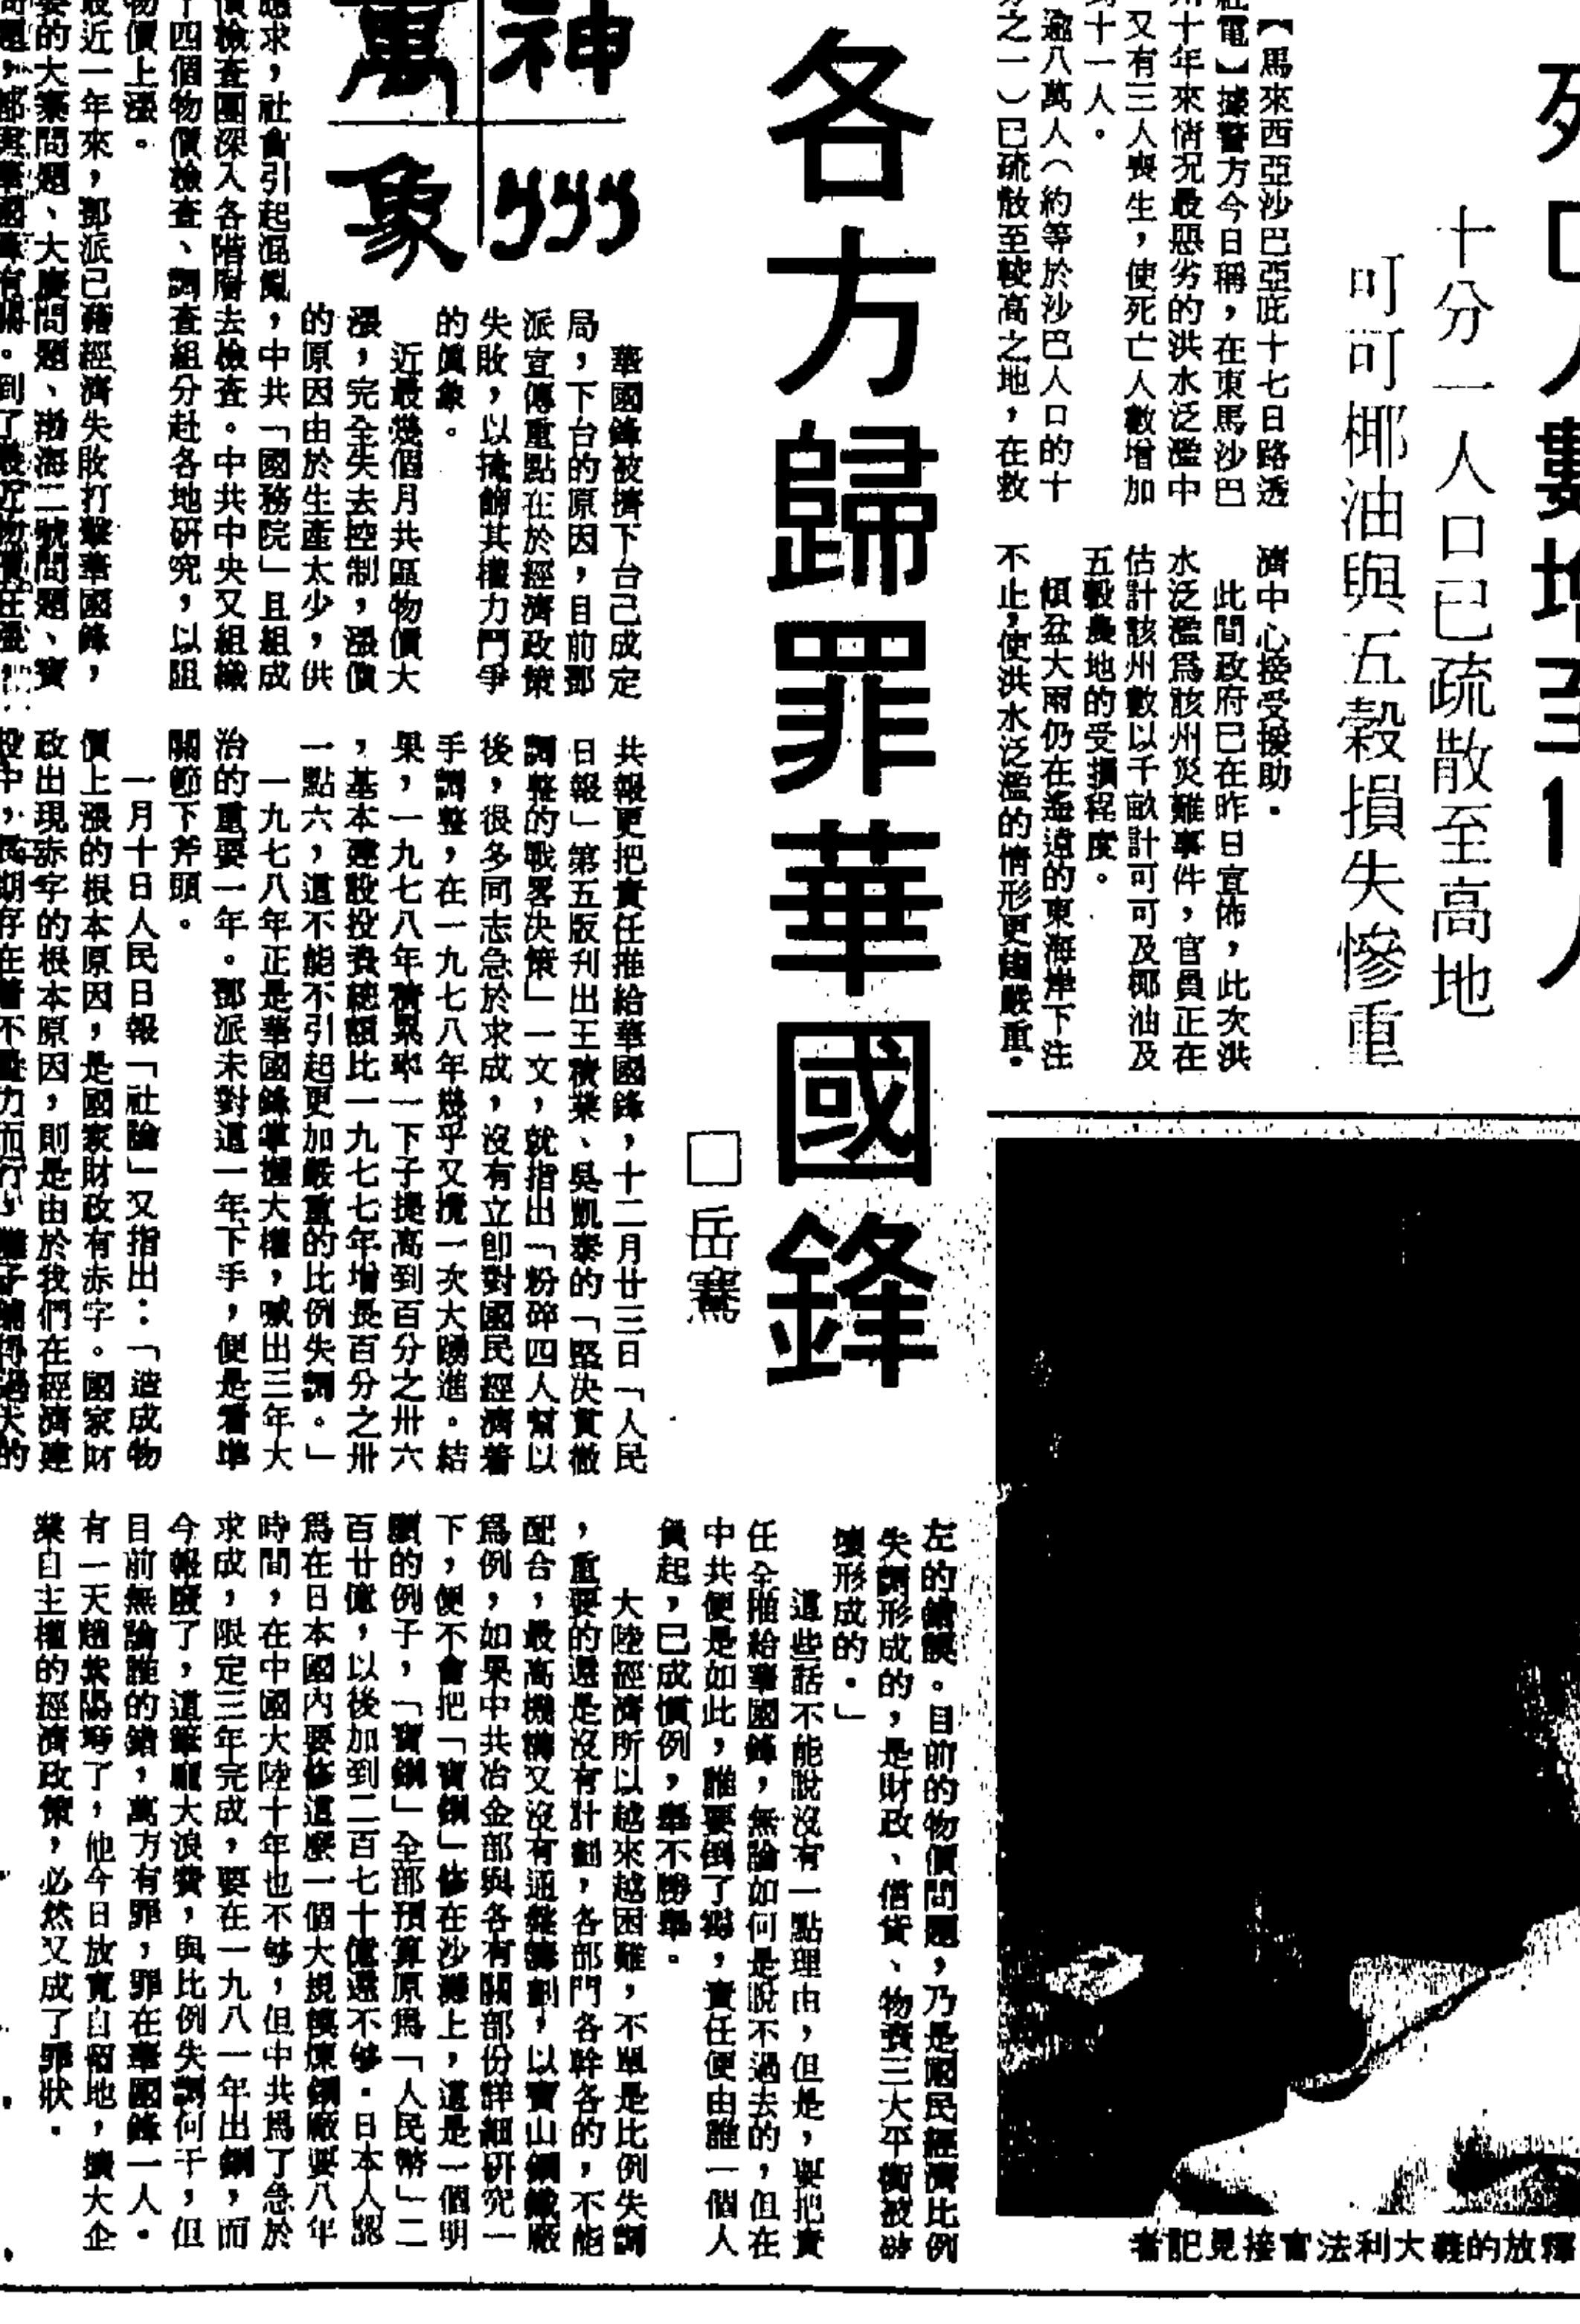 十分一人口已疏散至高地
可可椰油與五穀損失慘重
【馬來西亞沙巴亞庇十七日路透
社電】據警方今日稱，在東馬沙巴
州十年來情况最惡劣的洪水泛濫中
又有三人喪生，使死亡人數增加
到十一人。
逾八萬人（約等於沙巴人口的十
分之一）已疏散至較高之地，在救
濟中心接受援助。
此間政府已在昨日宣佈，此次洪
水泛濫爲該州災難事件，官員正在
估計該州數以千畝計可可及椰油及
五穀農地的受損程度。
傾盆大雨仍在遙遠的東海岸下注
不止，使洪水泛濫的情形更趨嚴重。
釋放的義大利法官接見記者
各方歸罪華國鋒
□岳騫
神州
萬象
華國鋒被擠下台已成定
局，下台的原因，目前鄧
派宣傳重點在於經濟政策
失敗，以掩飾其權力鬥爭
的眞象。
近最幾個月共區物價大
漲，完全失去控制，漲價
的原因由於生產太少，供
應求，社會引起混亂，中共「國務院」且組成
價檢查團深入各階層去檢查。中共中央又組織
十四個物價檢查、調查組分赴各地研究，以阻
物價上漲。
最近一年來，鄧派已藉經濟失敗打擊華國鋒，
要的大寨問題、大慶問題、渤海二號問題、寶
共報更把責任推給華國鋒，十二月廿三日「人民
日報」第五版刋出王積業、吳凱泰的「堅決貫徹
調整的戰畧决策」一文，就指出「粉碎四人幫以
後，很多同志急於求成，沒有立即對國民經濟着
手調整，在一九七八年幾乎又攪一次大躍進。結
果，一九七八年積累率一下子提高到百分之卅六
，基本建設投資總額比一九七七年增長百分之卅
一點六，這不能不引起更加嚴重的比例失調。」
一九七八年正是華國鋒掌握大權，喊出三年大
治的重要一年。鄧派未對這一年下手，便是看準
關節下斧頭。
一月十日人民日報「社論」又指出：「造成物
價上漲的根本原因，是國家財政有赤字。國家財
政出現赤字的根本原因，則是由於我們在經濟建
設中，長期存在着不量力而行，
左的錯誤。目前的物價問題，乃是國民經濟比例
失調形成的，是財政、信貸、物資三大平衡被破
壞形成的。」
這些話不能說沒有一點理由，但是，要把責
任全推給華國鋒，無論如何是說不過去的，但在
中共便是如此，誰要倒了楣，責任便由誰一個人
負起，已成慣例，舉不勝舉。
大陸經濟所以越來越困難，不單是比例失調
，重要的還是沒有計劃，各部門各幹各的，不能
配合，最高機構又沒有通盤籌劃，以寶山鋼鐵廠
爲例，如果中共冶金部與各有關部份詳細研究一
下，便不會把「寶鋼」修在沙灘上，這是一個明
顯的例子，「寶鋼」全部預算原爲「人民幣」二
百廿億，以後加到二百七十億還不够。日本人認
爲在日本國內要修這麼一個大規模煉鋼廠要八年
時間，在中國大陸十年也不够，但中共爲了急於
求成，限定三年完成，要在一九八一年出鋼，而
今報廢了，這筆龐大浪費，與比例失調何干，但
目前無論誰的錯，萬方有罪，罪在華國鋒一人。
有一天趙紫陽垮了，他今日放寬自留地，擴大企
業自主權的經濟政策，必然又成了罪狀。